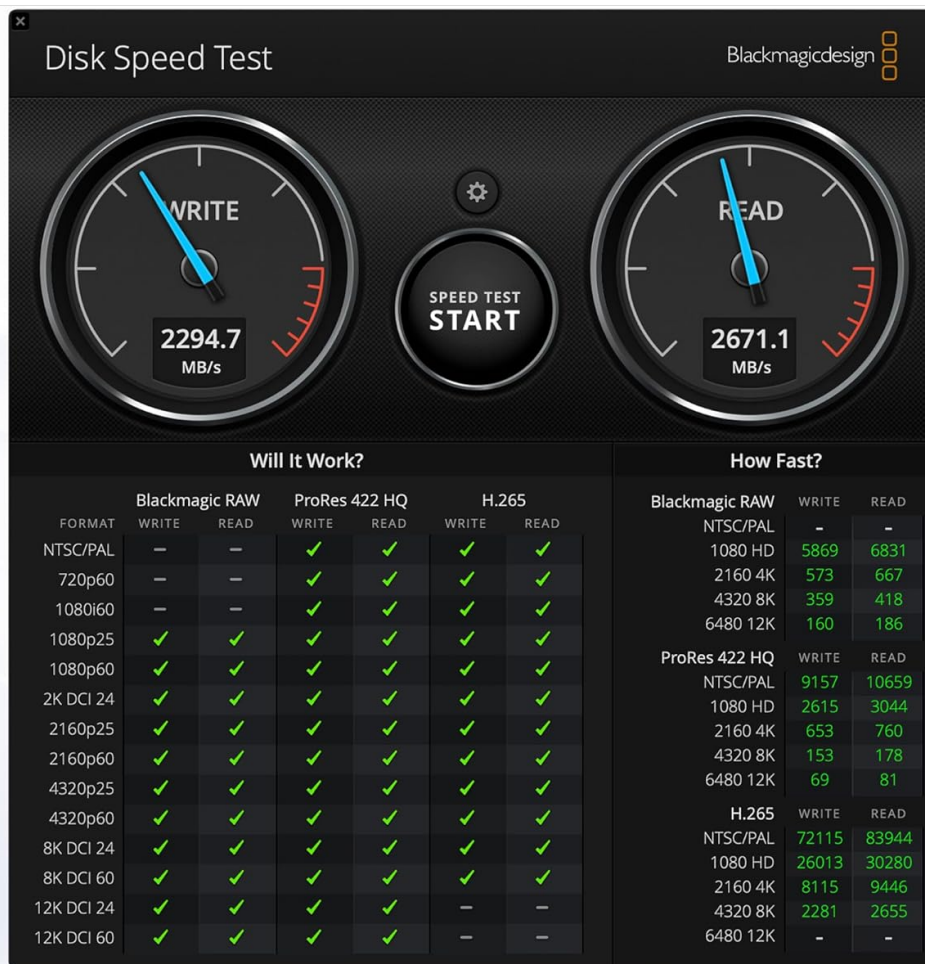 Disk Speed Test
Blackmagicdesign
WRITE
2294.7
MB/s
SPEED TEST
START
READ
2671.1
MB/s
Will It Work?
Blackmagic RAW ProRes 422 HQ H.265
FORMAT WRITE READ WRITE READ WRITE READ
NTSC/PAL – – ✓ ✓ ✓ ✓
720p60 – – ✓ ✓ ✓ ✓
1080i60 – – ✓ ✓ ✓ ✓
1080p25 ✓ ✓ ✓ ✓ ✓ ✓
1080p60 ✓ ✓ ✓ ✓ ✓ ✓
2K DCI 24 ✓ ✓ ✓ ✓ ✓ ✓
2160p25 ✓ ✓ ✓ ✓ ✓ ✓
2160p60 ✓ ✓ ✓ ✓ ✓ ✓
4320p25 ✓ ✓ ✓ ✓ ✓ ✓
4320p60 ✓ ✓ ✓ ✓ ✓ ✓
8K DCI 24 ✓ ✓ ✓ ✓ ✓ ✓
8K DCI 60 ✓ ✓ ✓ ✓ ✓ ✓
12K DCI 24 ✓ ✓ ✓ ✓ – –
12K DCI 60 ✓ ✓ ✓ ✓ – –
How Fast?
Blackmagic RAW WRITE READ
NTSC/PAL - -
1080 HD 5869 6831
2160 4K 573 667
4320 8K 359 418
6480 12K 160 186
ProRes 422 HQ WRITE READ
NTSC/PAL 9157 10659
1080 HD 2615 3044
2160 4K 653 760
4320 8K 153 178
6480 12K 69 81
H.265 WRITE READ
NTSC/PAL 72115 83944
1080 HD 26013 30280
2160 4K 8115 9446
4320 8K 2281 2655
6480 12K - -